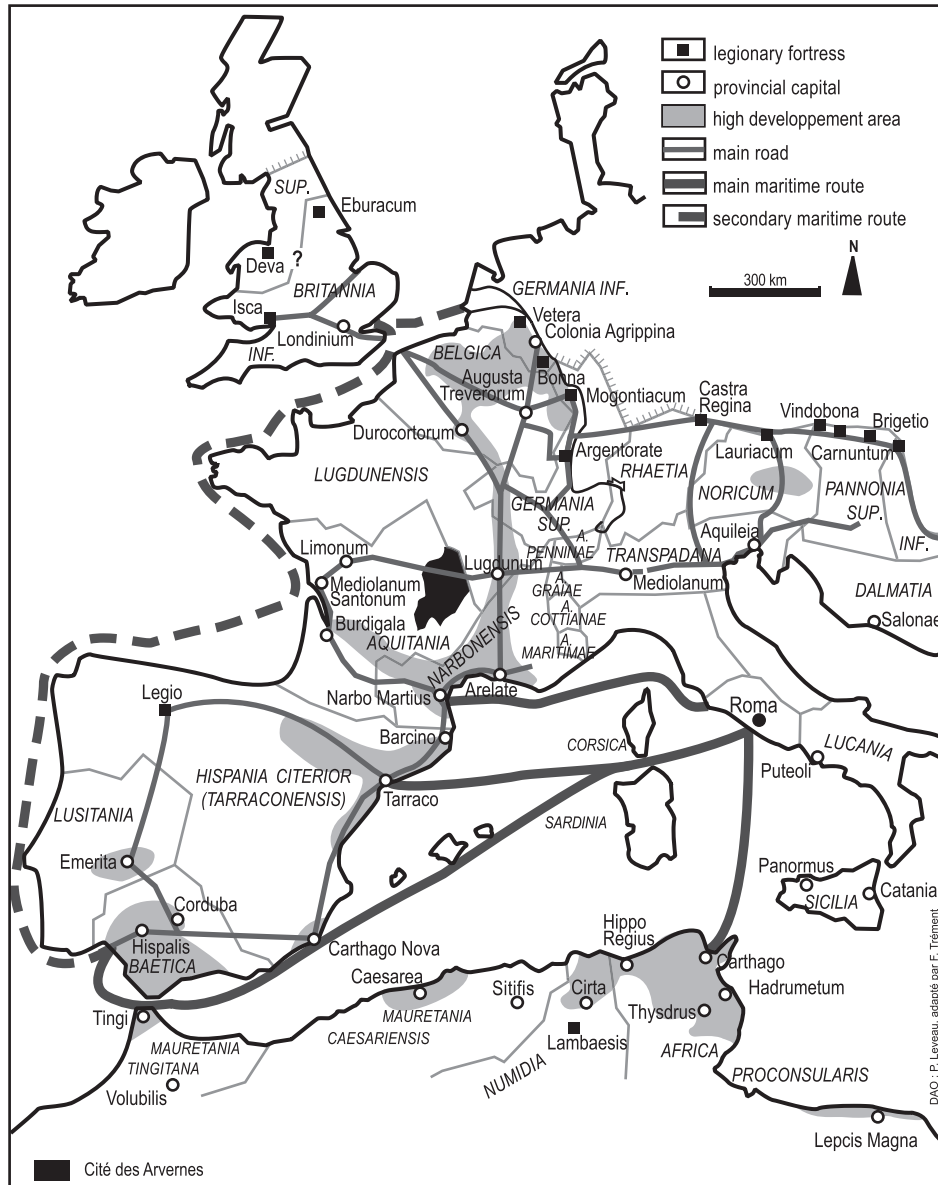 legionary fortress
provincial capital
high developpement area
main road
main maritime route
secondary maritime route
N
300 km
SUP.
Eburacum
Deva
?
BRITANNIA
Isca
Londinium
INF.
GERMANIA INF.
Vetera
Colonia Agrippina
BELGICA
Augusta
Treverorum
Bonna
Mogontiacum
Castra
Regina
Vindobona
Brigetio
Durocortorum
Argentorate
Lauriacum
Carnuntum
LUGDUNENSIS
RHAETIA
NORICUM
PANNONIA
SUP.
INF.
GERMANIA
SUP.
A.
PENNINAE
Aquileia
TRANSPADANA
Limonum
Lugdunum
Mediolanum
Mediolanum
Santonum
A.
GRAIAE
A.
COTTIANAE
A.
MARITIMAE
DALMATIA
Salonae
Burdigala
AQUITANIA
NARBONENSIS
Narbo Martius
Arelate
Legio
Barcino
Roma
CORSICA
LUCANIA
Puteoli
HISPANIA CITERIOR
(TARRACONENSIS)
Tarraco
LUSITANIA
SARDINIA
Emerita
Panormus
Catania
SICILIA
Corduba
Hispalis
BAETICA
Carthago Nova
Hippo
Regius
Carthago
Caesarea
Sitifis
Cirta
Hadrumetum
Thysdrus
Tingi
MAURETANIA
CAESARIENSIS
Lambaesis
MAURETANIA
TINGITANA
AFRICA
NUMIDIA
PROCONSULARIS
Volubilis
Lepcis Magna
Cité des Arvernes
DAO : P. Leveau, adapté par F. Trément